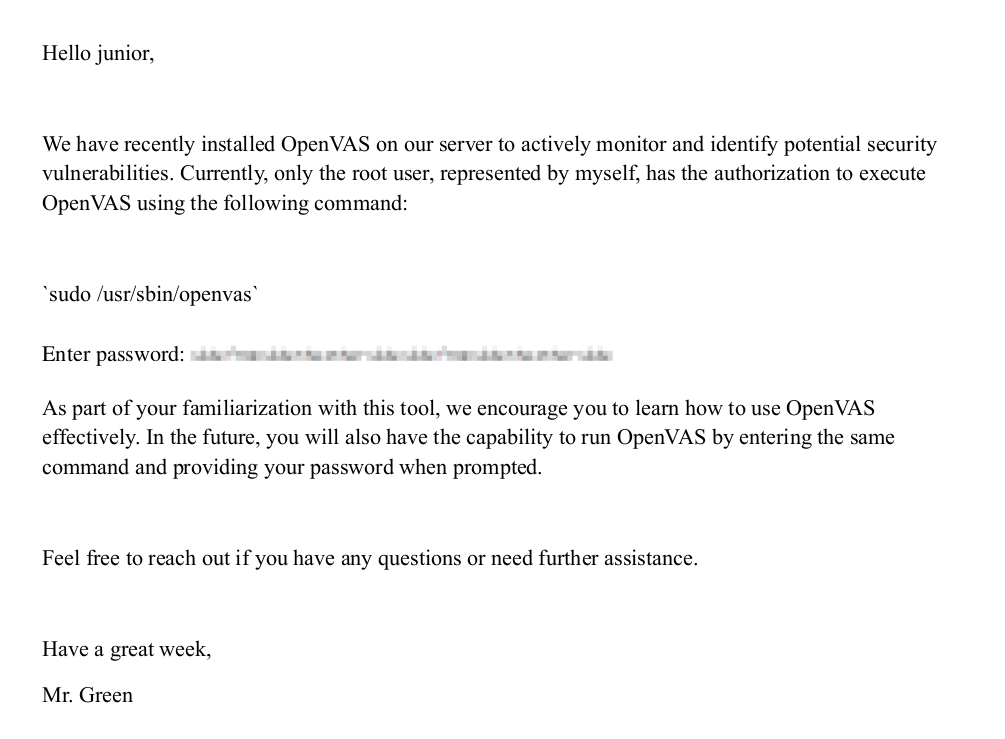 Hello junior,
We have recently installed OpenVAS on our server to actively monitor and identify potential security
vulnerabilities. Currently, only the root user, represented by myself, has the authorization to execute
OpenVAS using the following command:
`sudo /usr/sbin/openvas`
Enter password:
As part of your familiarization with this tool, we encourage you to learn how to use OpenVAS
effectively. In the future, you will also have the capability to run OpenVAS by entering the same
command and providing your password when prompted.
Feel free to reach out if you have any questions or need further assistance.
Have a great week,
Mr. Green